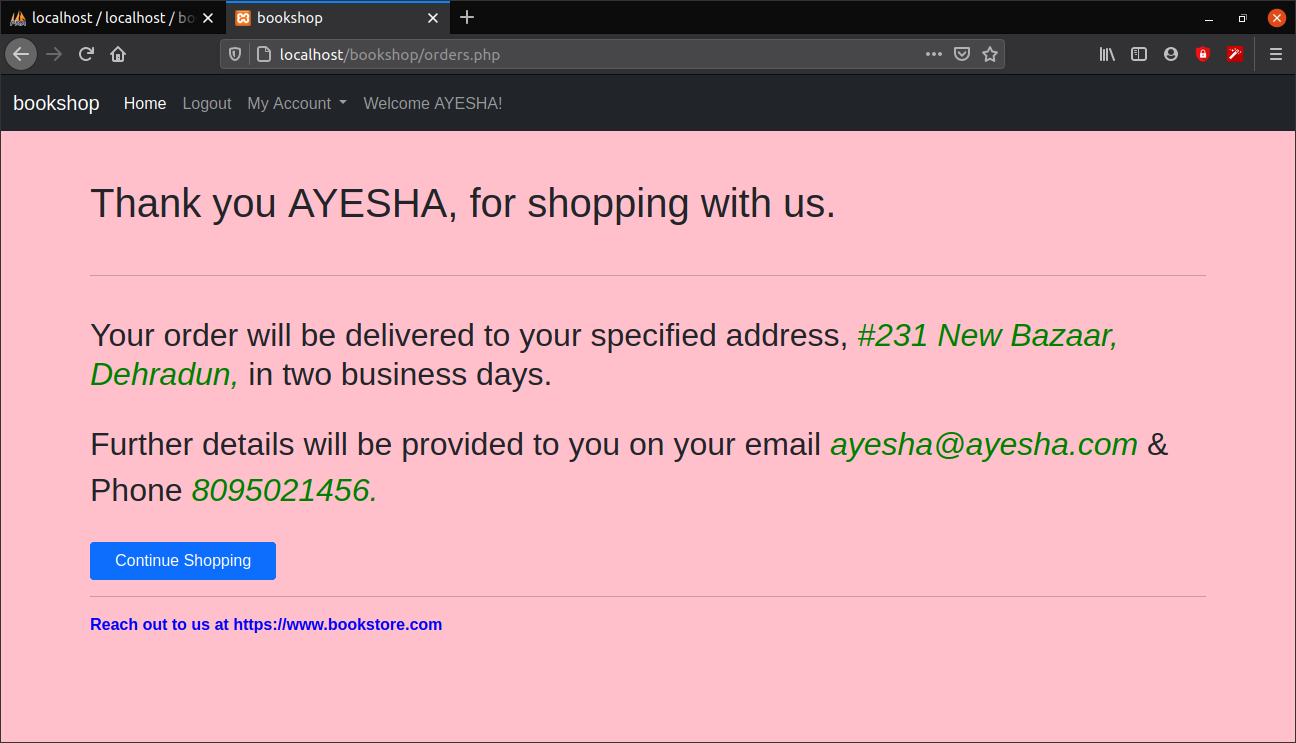 localhost / localhost / bo
bookshop
localhost/bookshop/orders.php
bookshop Home Logout My Account Welcome AYESHA!
Thank you AYESHA, for shopping with us.
Your order will be delivered to your specified address, #231 New Bazaar,
Dehradun, in two business days.
Further details will be provided to you on your email ayesha@ayesha.com &
Phone 8095021456.
Continue Shopping
Reach out to us at https://www.bookstore.com